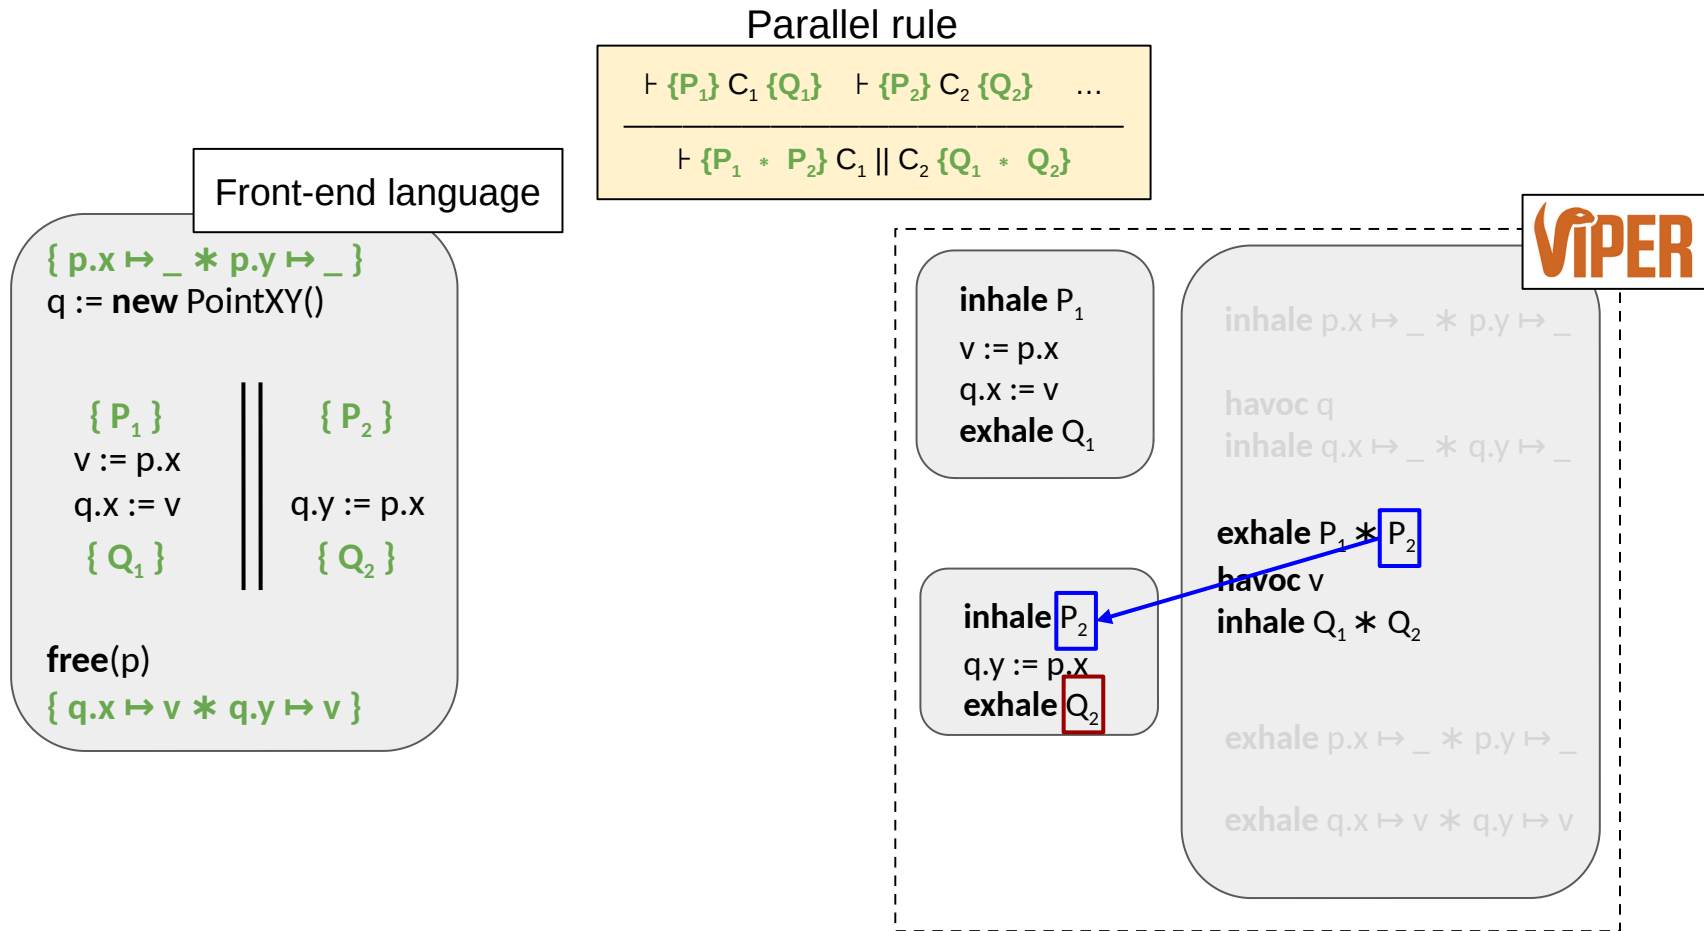 Parallel rule
⊦ {P₁} C₁ {Q₁} ⊦ {P₂} C₂ {Q₂} …
⊦ {P₁ * P₂} C₁ || C₂ {Q₁ * Q₂}
Front-end language
{ p.x ↦ _ ∗ p.y ↦ _ }
q := new PointXY()
{ P₁ }
v := p.x
q.x := v
{ Q₁ }
{ P₂ }
q.y := p.x
{ Q₂ }
free(p)
{ q.x ↦ v ∗ q.y ↦ v }
VIPER
inhale P₁
v := p.x
q.x := v
exhale Q₁
inhale P₂
q.y := p.x
exhale Q₂
inhale p.x ↦ _ ∗ p.y ↦ _
havoc q
inhale q.x ↦ _ ∗ q.y ↦ _
exhale P₁ ∗ P₂
havoc v
inhale Q₁ ∗ Q₂
exhale p.x ↦ _ ∗ p.y ↦ _
exhale q.x ↦ v ∗ q.y ↦ v